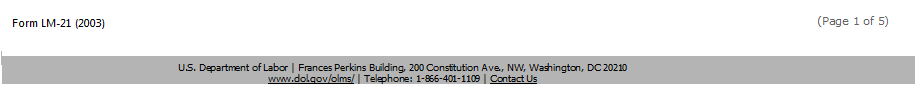 Form LM-21 (2003)
(Page 1 of 5)
U.S. Department of Labor | Frances Perkins Building, 200 Constitution Ave., NW, Washington, DC 20210
www.dol.gov/olms/ | Telephone: 1-866-401-1109 | Contact Us